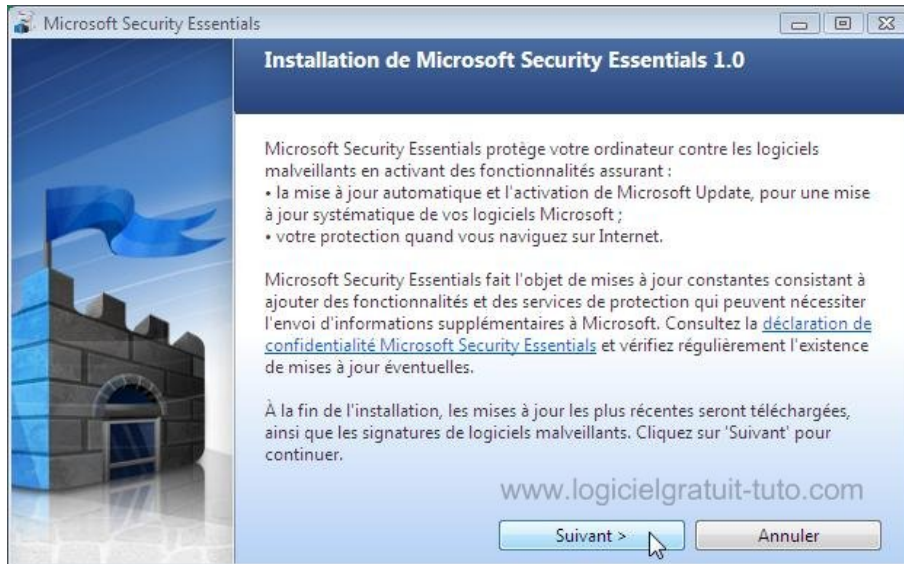 Microsoft Security Essentials
Installation de Microsoft Security Essentials 1.0
Microsoft Security Essentials protège votre ordinateur contre les logiciels
malveillants en activant des fonctionnalités assurant :
• la mise à jour automatique et l'activation de Microsoft Update, pour une mise
à jour systématique de vos logiciels Microsoft ;
• votre protection quand vous naviguez sur Internet.
Microsoft Security Essentials fait l'objet de mises à jour constantes consistant à
ajouter des fonctionnalités et des services de protection qui peuvent nécessiter
l'envoi d'informations supplémentaires à Microsoft. Consultez la déclaration de
confidentialité Microsoft Security Essentials et vérifiez régulièrement l'existence
de mises à jour éventuelles.
À la fin de l'installation, les mises à jour les plus récentes seront téléchargées,
ainsi que les signatures de logiciels malveillants. Cliquez sur 'Suivant' pour
continuer.
www.logicielgratuit-tuto.com
Suivant > Annuler